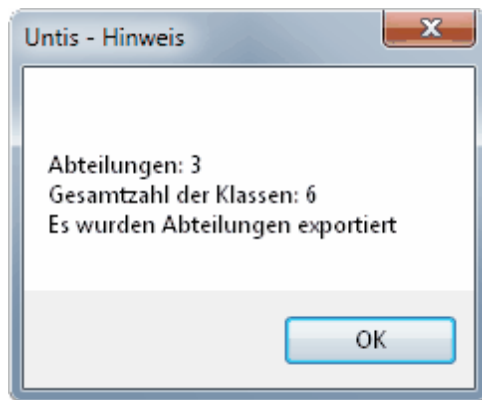 Untis - Hinweis
Abteilungen: 3
Gesamtzahl der Klassen: 6
Es wurden Abteilungen exportiert
OK